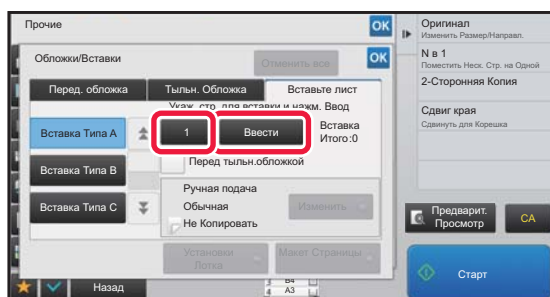 Прочие
OK
Обложки/Вставки
Отменить все
OK
Перед. обложка
Тыльн. Обложка
Вставьте лист
Укаж. стр. для вставки и нажм. Ввод
Вставка Типа A
1
Ввести
Вставка
Итого:0
Перед тыльн.обложкой
Вставка Типа B
Ручная подача
Вставка Типа C
Обычная
Изменить
Не Копировать
Установки
Лотка
Макет Страницы
Назад
3 B4
4 A3
Оригинал
Изменить Размер/Направл.
N в 1
Поместить Неск. Стр. на Одной
2-Сторонняя Копия
Сдвиг края
Сдвинуть для Корешка
Предварит.
Просмотр
CA
Старт